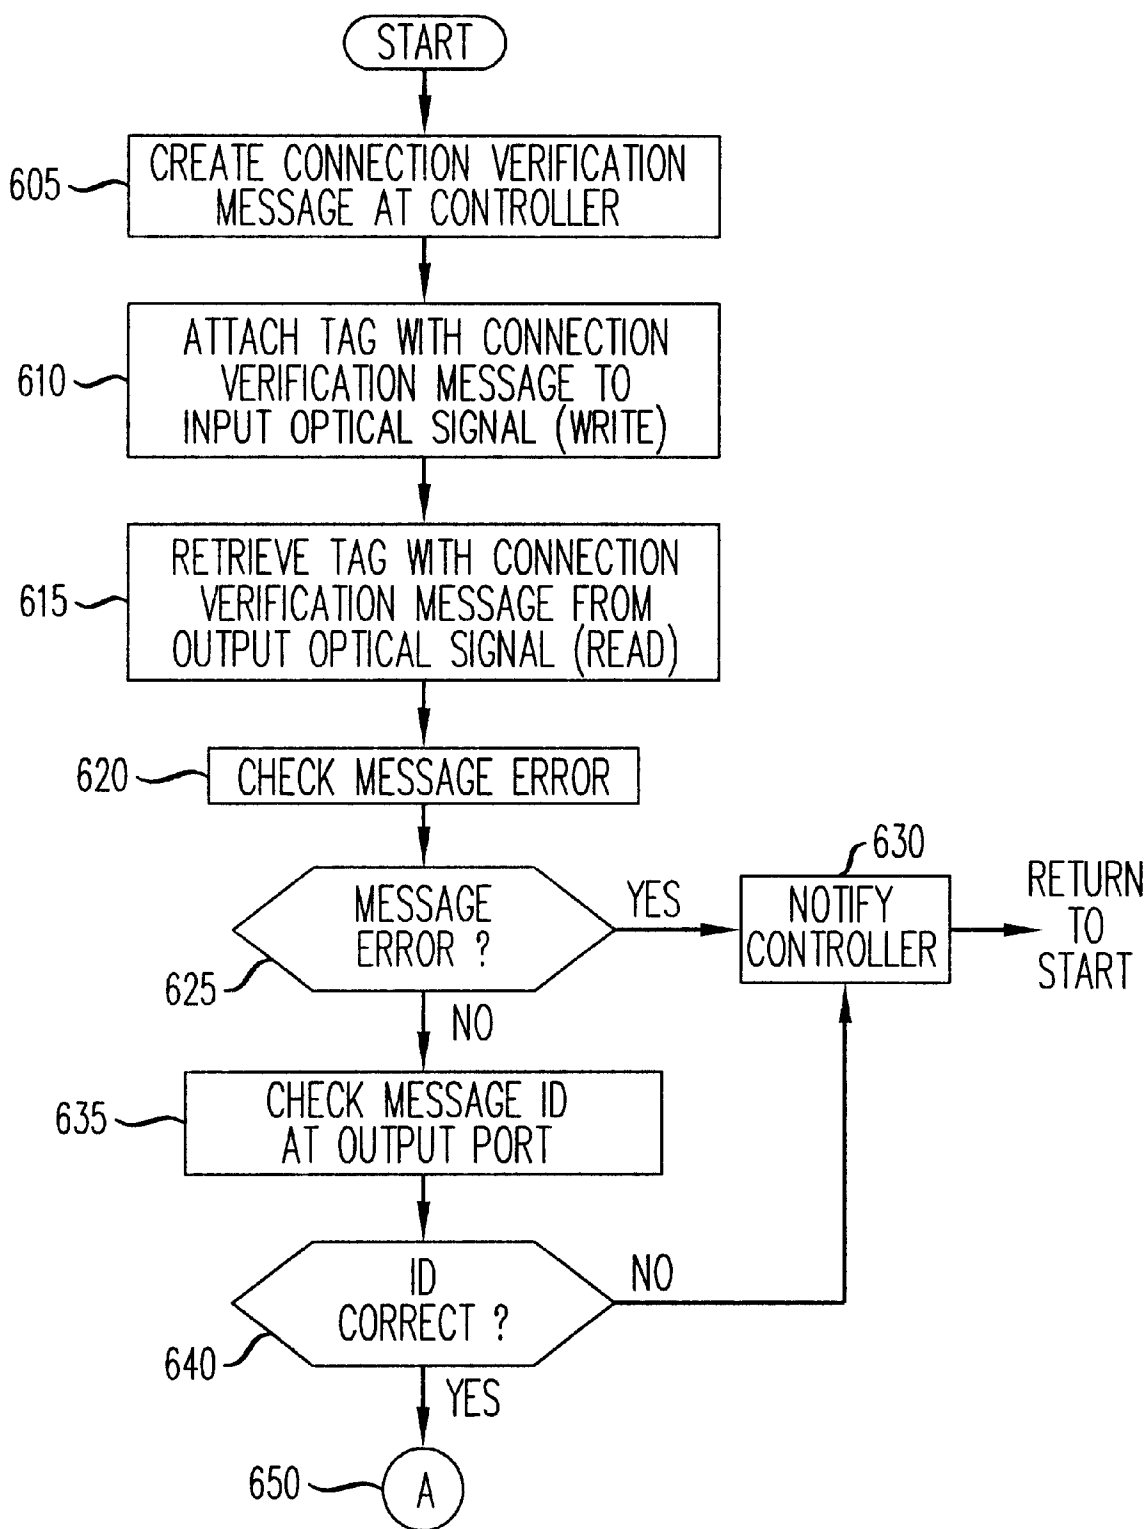 START
605
CREATE CONNECTION VERIFICATION
MESSAGE AT CONTROLLER
610
ATTACH TAG WITH CONNECTION
VERIFICATION MESSAGE TO
INPUT OPTICAL SIGNAL (WRITE)
615
RETRIEVE TAG WITH CONNECTION
VERIFICATION MESSAGE FROM
OUTPUT OPTICAL SIGNAL (READ)
620
CHECK MESSAGE ERROR
625
MESSAGE
ERROR ?
YES
630
NOTIFY
CONTROLLER
RETURN
TO
START
NO
635
CHECK MESSAGE ID
AT OUTPUT PORT
640
ID
CORRECT ?
NO
YES
650
A